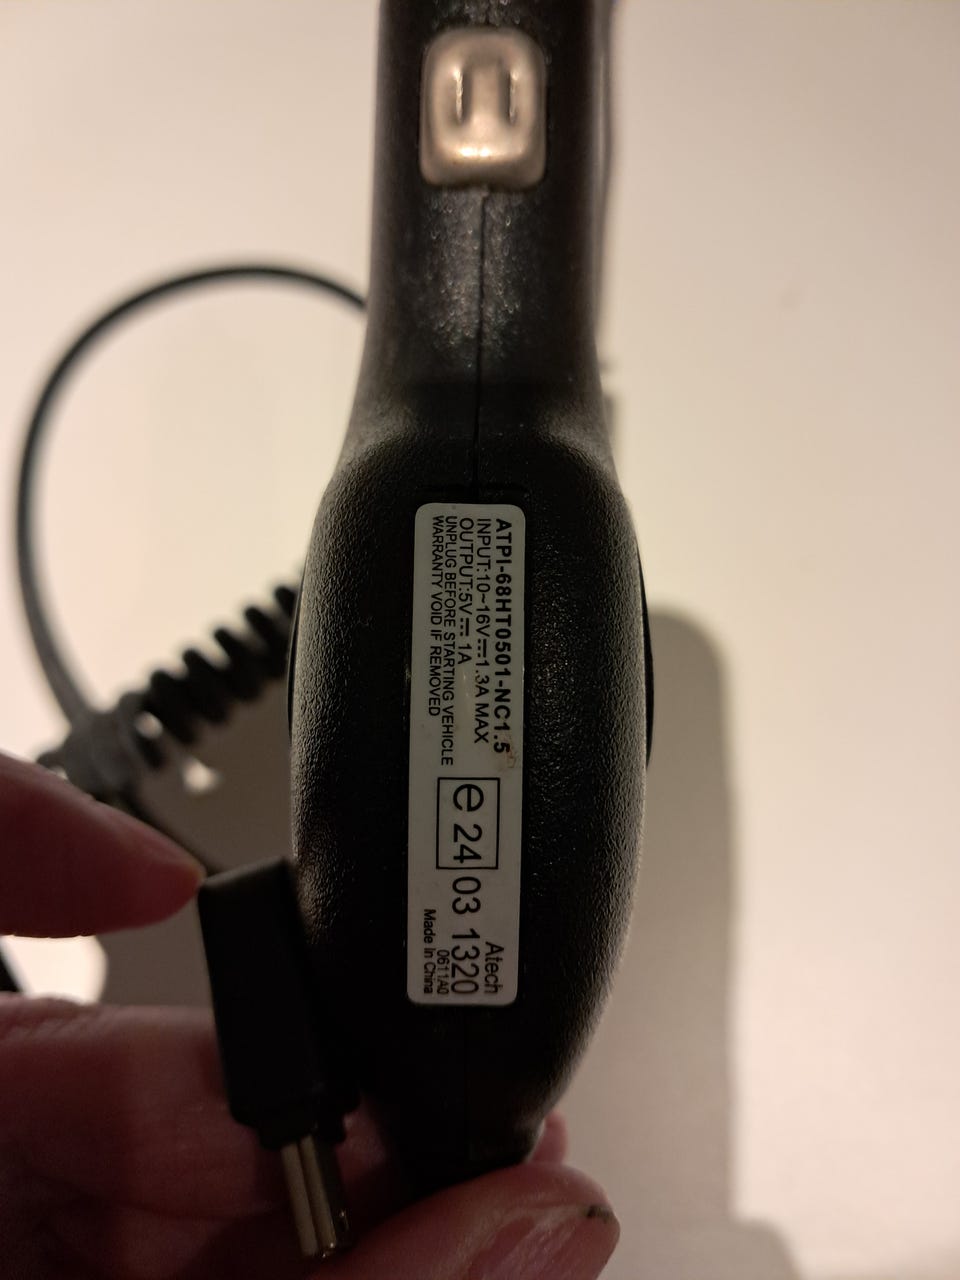 ATPI-68HT0501-NC1.5
INPUT:10~16V⎓1.3A MAX
OUTPUT:5V⎓1A
UNPLUG BEFORE STARTING VEHICLE
WARRANTY VOID IF REMOVED
e 24 03 1320
Atech
0611A0
Made In China